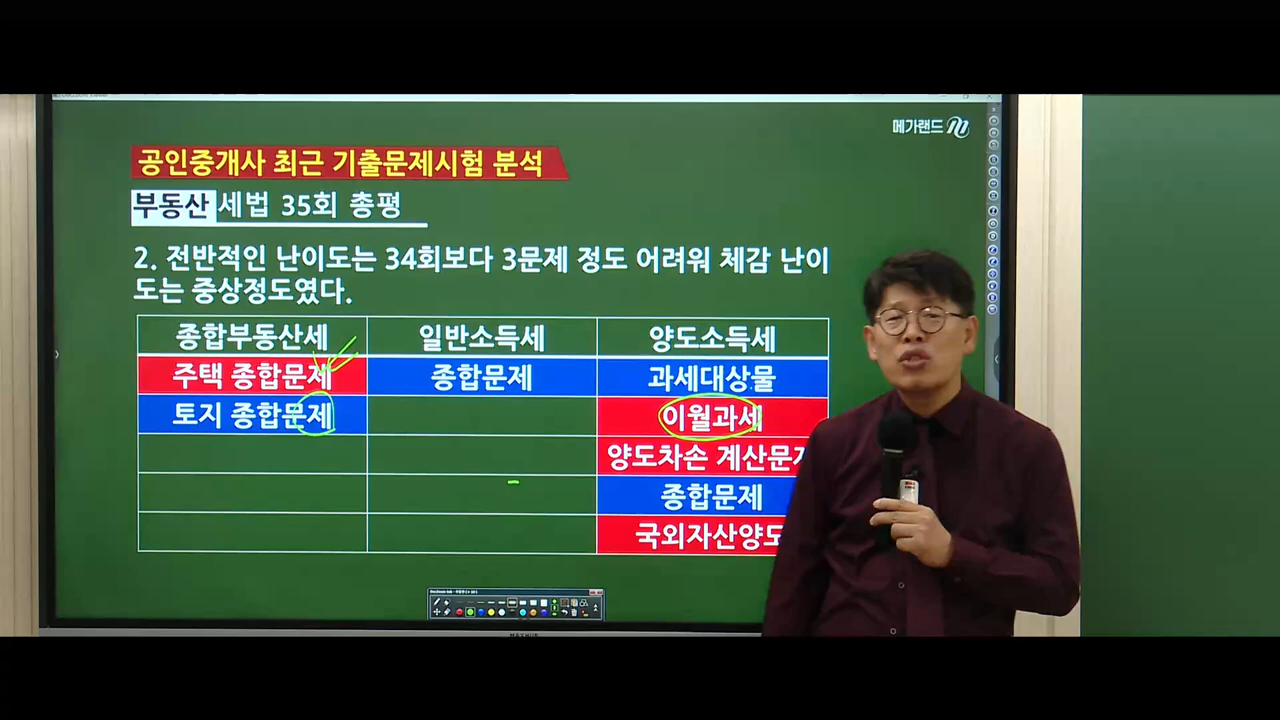 메가랜드
공인중개사 최근 기출문제시험 분석
부동산 세법 35회 총평
2. 전반적인 난이도는 34회보다 3문제 정도 어려워 체감 난이
도는 중상정도였다.
종합부동산세 일반소득세 양도소득세
주택 종합문제 종합문제 과세대상물
토지 종합문제 이월과세
양도차손 계산문제
종합문제
국외자산양도